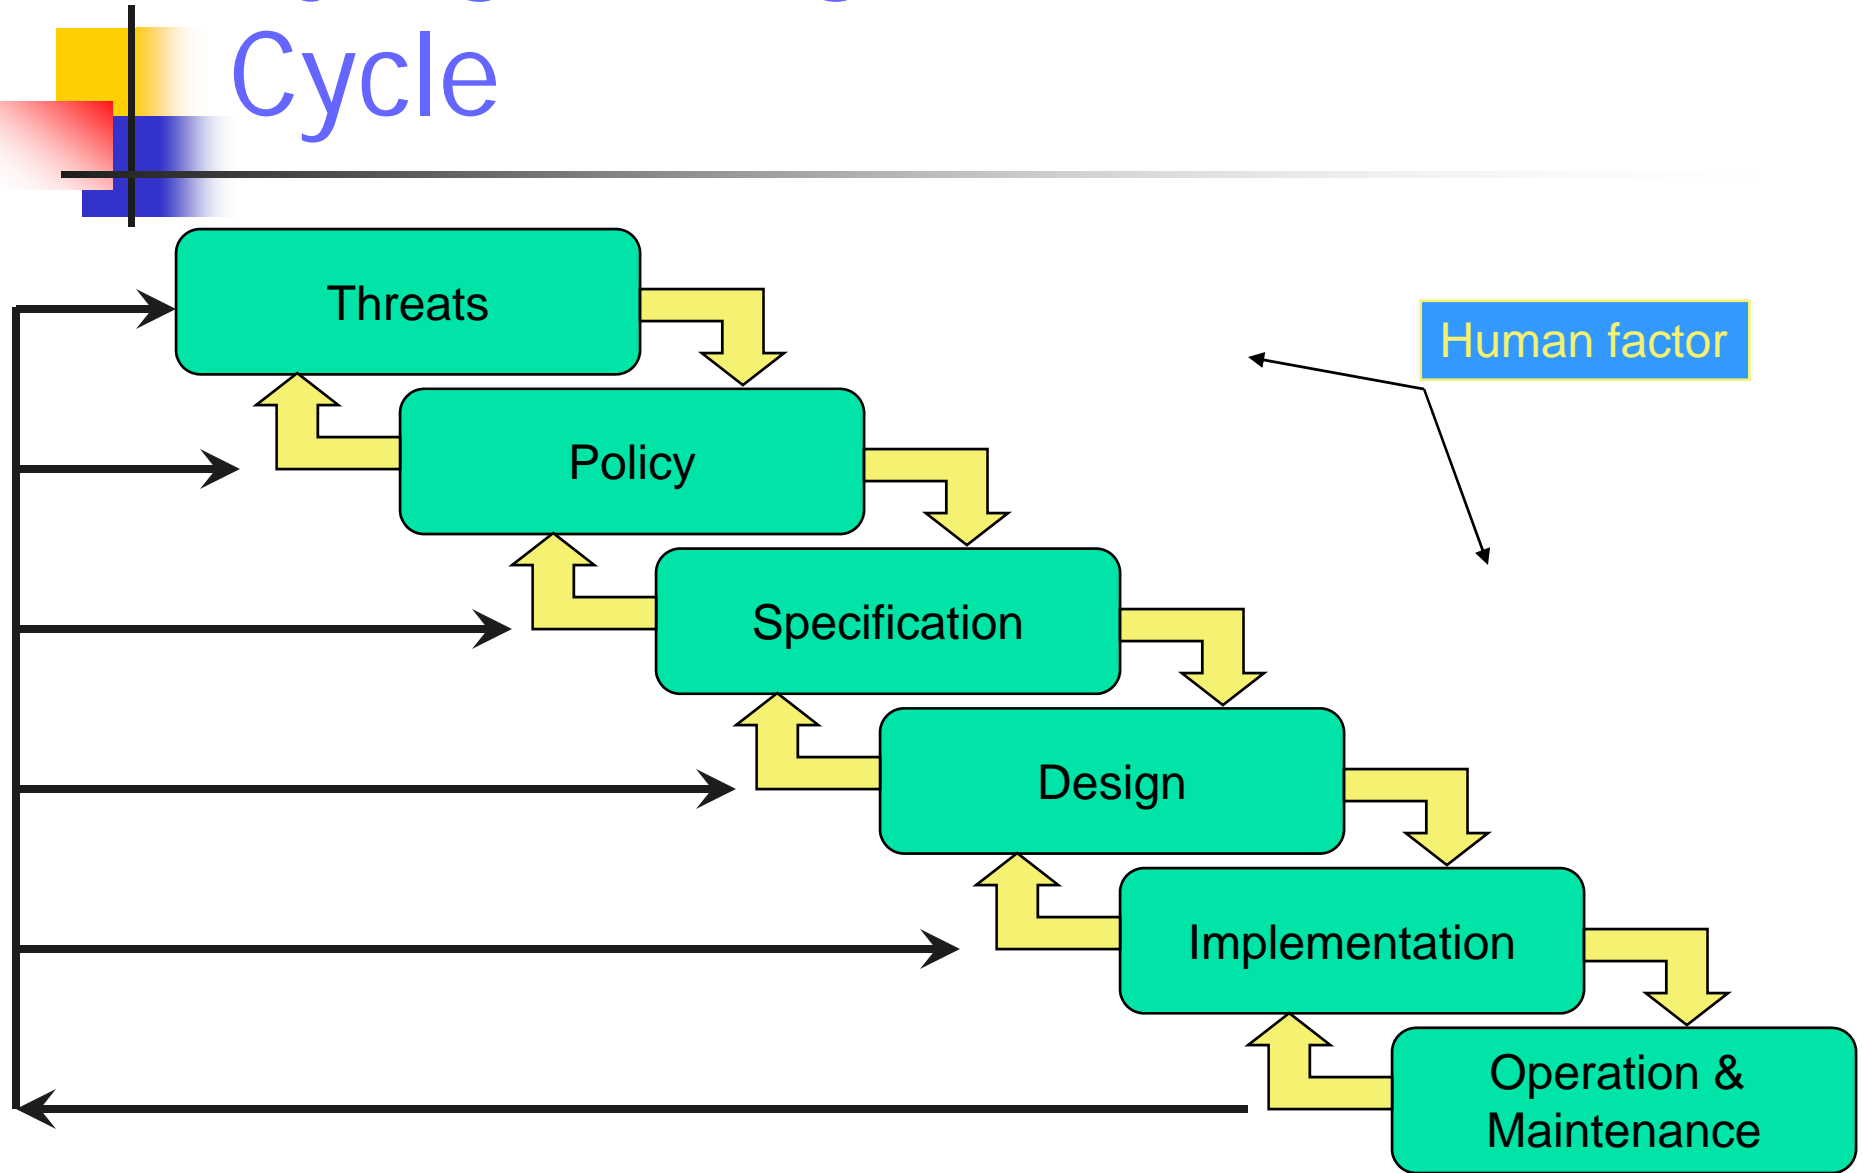 Cycle
Threats
Human factor
Policy
Specification
Design
Implementation
Operation &
Maintenance